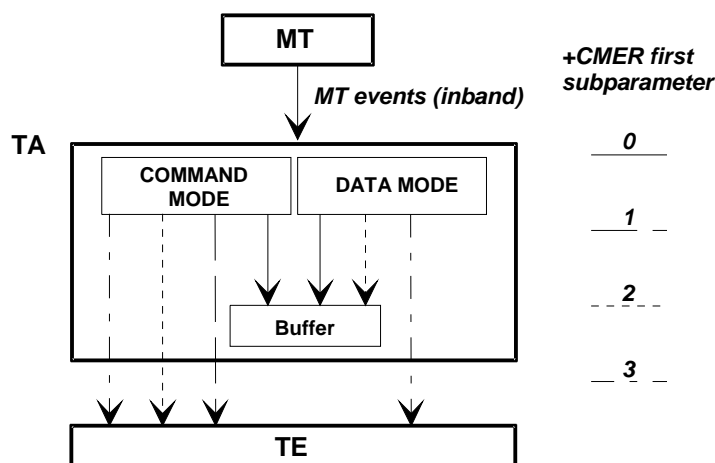 MT
+CMER first
subparameter
MT events (inband)
TA
0
COMMAND
MODE
DATA MODE
1
2
Buffer
3
TE